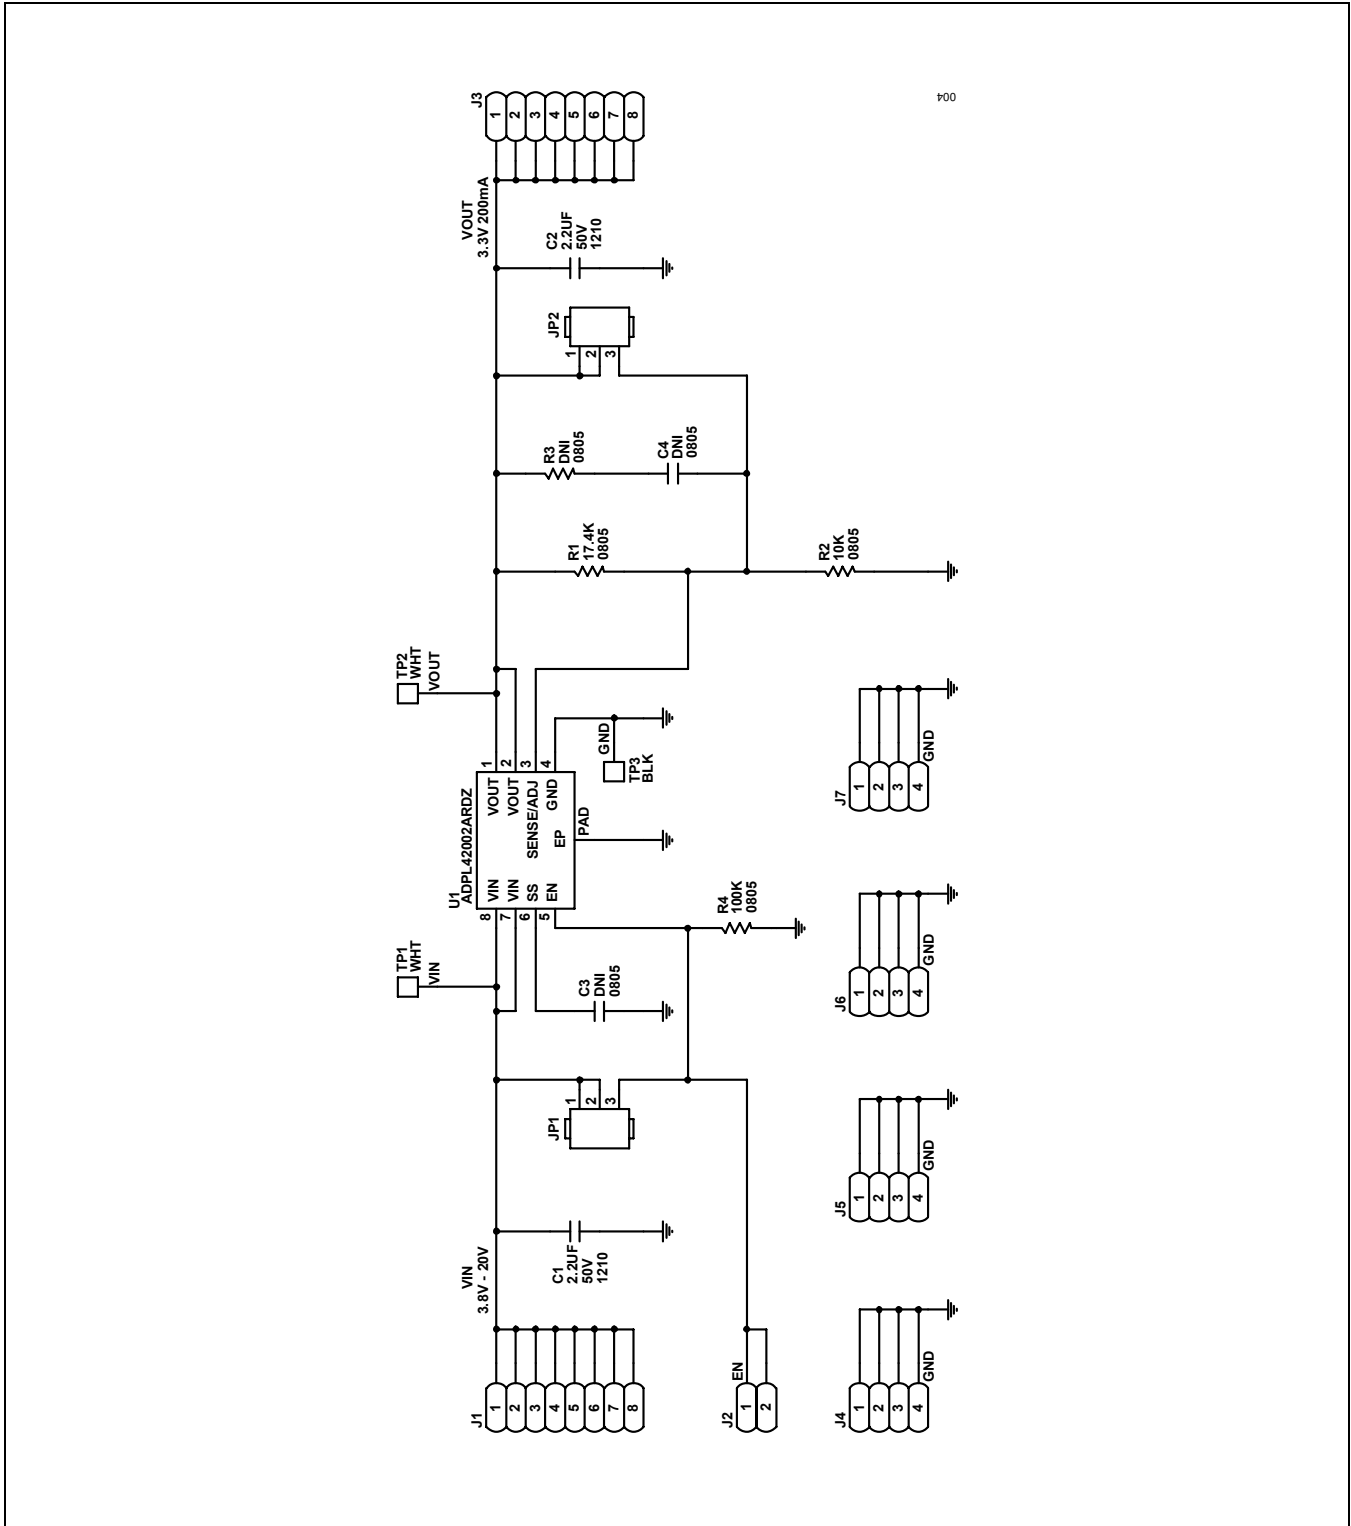 J1
1
2
3
4
5
6
7
8
VIN
3.8V - 20V
C1
2.2UF
50V
1210
JP1
1
2
3
TP1
WHT
VIN
C3
DNI
0805
U1
ADPL42002ARDZ
8
7
6
5
VIN
VIN
SS
EN
VOUT
VOUT
SENSE/ADJ
GND
EP
PAD
1
2
3
4
R4
100K
0805
GND
TP3
BLK
TP2
WHT
VOUT
R1
17.4K
0805
R2
10K
0805
R3
DNI
0805
C4
DNI
0805
JP2
1
2
3
C2
2.2UF
50V
1210
VOUT
3.3V 200mA
J3
1
2
3
4
5
6
7
8
J2
EN
1
2
J4
1
2
3
4
GND
J5
1
2
3
4
GND
J6
1
2
3
4
GND
J7
1
2
3
4
GND
004